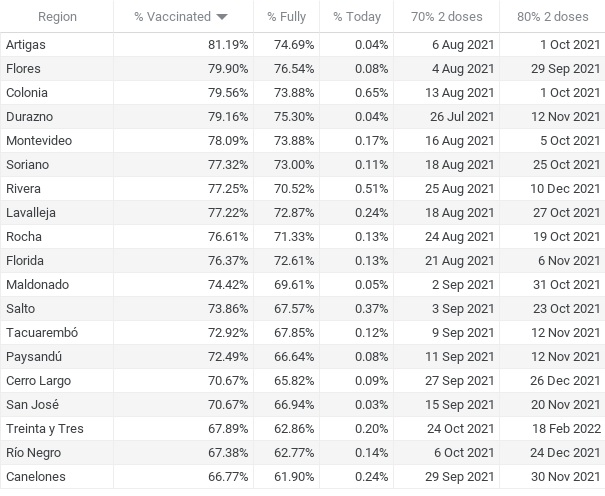 Region % Vaccinated % Fully % Today 70% 2 doses 80% 2 doses
Artigas 81.19% 74.69% 0.04% 6 Aug 2021 1 Oct 2021
Flores 79.90% 76.54% 0.08% 4 Aug 2021 29 Sep 2021
Colonia 79.56% 73.88% 0.65% 13 Aug 2021 1 Oct 2021
Durazno 79.16% 75.30% 0.04% 26 Jul 2021 12 Nov 2021
Montevideo 78.09% 73.88% 0.17% 16 Aug 2021 5 Oct 2021
Soriano 77.32% 73.00% 0.11% 18 Aug 2021 25 Oct 2021
Rivera 77.25% 70.52% 0.51% 25 Aug 2021 10 Dec 2021
Lavalleja 77.22% 72.87% 0.24% 18 Aug 2021 27 Oct 2021
Rocha 76.61% 71.33% 0.13% 24 Aug 2021 19 Oct 2021
Florida 76.37% 72.61% 0.13% 21 Aug 2021 6 Nov 2021
Maldonado 74.42% 69.61% 0.05% 2 Sep 2021 31 Oct 2021
Salto 73.86% 67.57% 0.37% 3 Sep 2021 23 Oct 2021
Tacuarembó 72.92% 67.85% 0.12% 9 Sep 2021 12 Nov 2021
Paysandú 72.49% 66.64% 0.08% 11 Sep 2021 12 Nov 2021
Cerro Largo 70.67% 65.82% 0.09% 27 Sep 2021 26 Dec 2021
San José 70.67% 66.94% 0.03% 15 Sep 2021 20 Nov 2021
Treinta y Tres 67.89% 62.86% 0.20% 24 Oct 2021 18 Feb 2022
Río Negro 67.38% 62.77% 0.14% 6 Oct 2021 24 Dec 2021
Canelones 66.77% 61.90% 0.24% 29 Sep 2021 30 Nov 2021